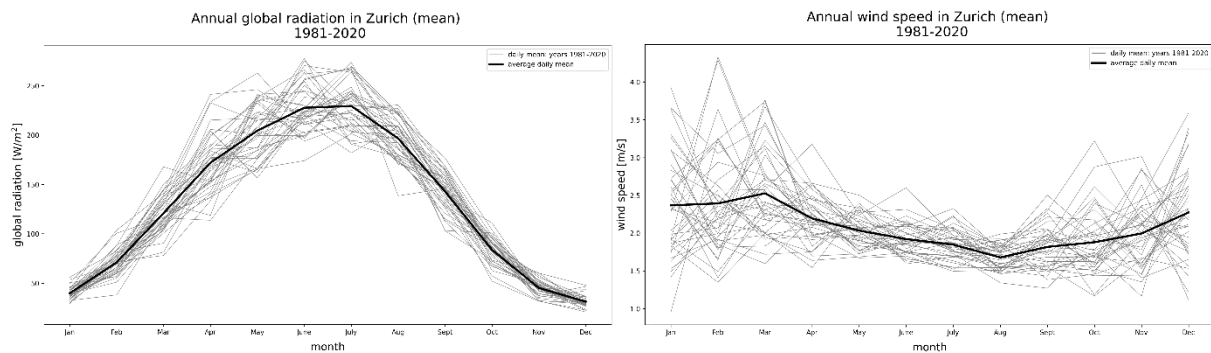 Annual global radiation in Zurich (mean)
1981-2020
daily mean: years 1981-2020
average daily mean
global radiation [W/m²]
250
200
150
100
50
Jan Feb Mar Apr May June July Aug Sept Oct Nov Dec
month
Annual wind speed in Zurich (mean)
1981-2020
daily mean: years 1981-2020
average daily mean
wind speed [m/s]
4.0
3.5
3.0
2.5
2.0
1.5
1.0
Jan Feb Mar Apr May June July Aug Sept Oct Nov Dec
month